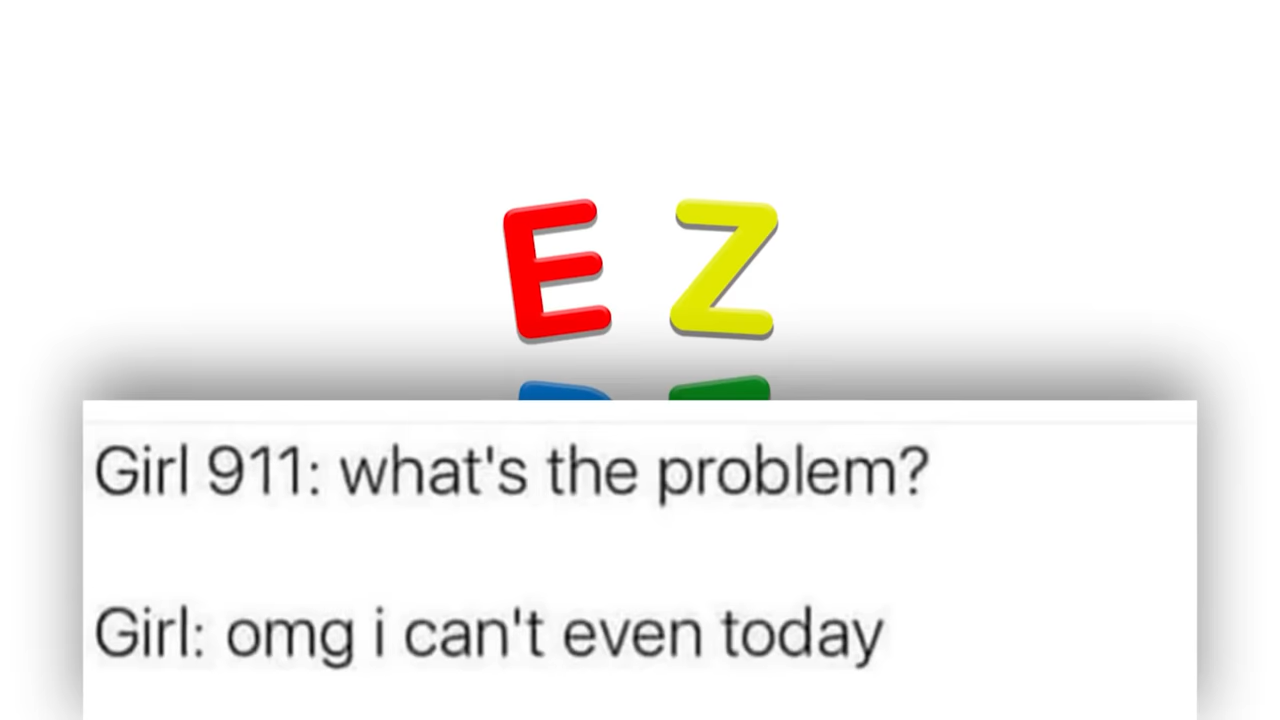 E Z
Girl 911: what's the problem?
Girl: omg i can't even today